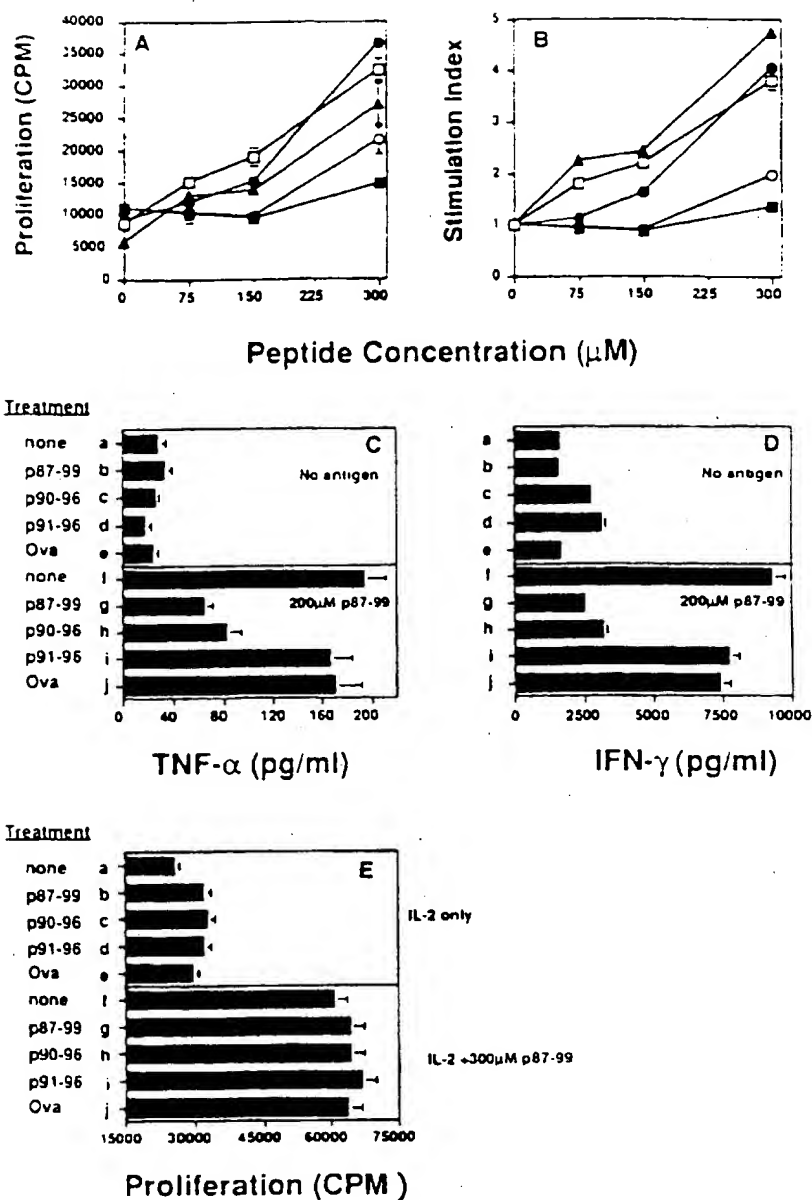 A
Proliferation (CPM)
40000
35000
30000
25000
20000
15000
10000
5000
0
0 75 150 225 300
B
Stimulation Index
5
4
3
2
1
0
0 75 150 225 300
Peptide Concentration (μM)
Treatment
C
none a
p87-99 b
p90-96 c
p91-96 d
Ova e
No antigen
none f
p87-99 g
p90-96 h
p91-96 i
Ova j
200μM p87-99
0 40 80 120 160 200
TNF-α (pg/ml)
D
a
b
c
d
e
No antigen
f
g
h
i
j
200μM p87-99
0 2500 5000 7500 10000
IFN-γ (pg/ml)
Treatment
E
none a
p87-99 b
p90-96 c
p91-96 d
Ova e
IL-2 only
none f
p87-99 g
p90-96 h
p91-96 i
Ova j
IL-2 +300μM p87-99
15000 30000 45000 60000 75000
Proliferation (CPM)